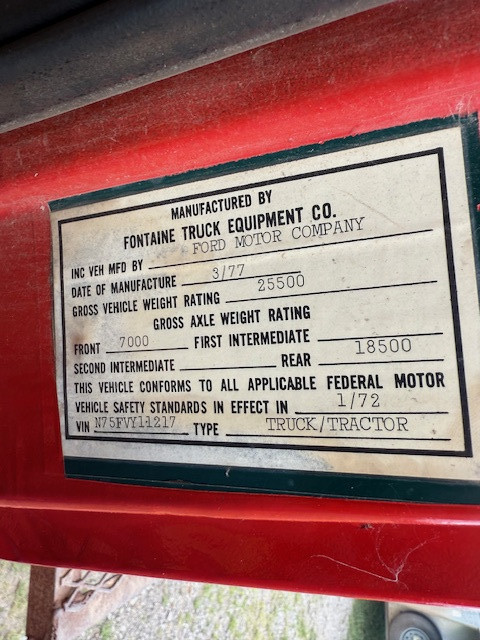 MANUFACTURED BY
FONTAINE TRUCK EQUIPMENT CO.
INC VEH MFD BY FORD MOTOR COMPANY
DATE OF MANUFACTURE 3/77
GROSS VEHICLE WEIGHT RATING 25500
GROSS AXLE WEIGHT RATING
FRONT 7000 FIRST INTERMEDIATE
SECOND INTERMEDIATE REAR 18500
THIS VEHICLE CONFORMS TO ALL APPLICABLE FEDERAL MOTOR
VEHICLE SAFETY STANDARDS IN EFFECT IN 1/72
VIN N75FVY11217 TYPE TRUCK/TRACTOR